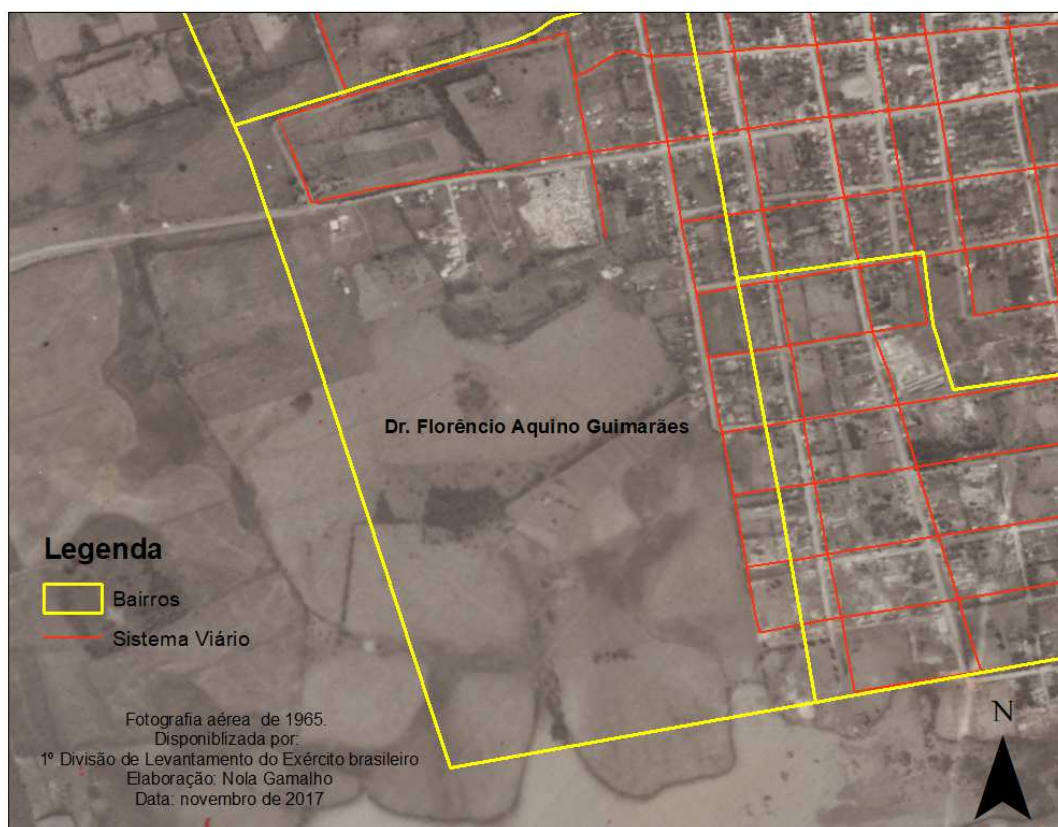 Dr. Florêncio Aquino Guimarães
Legenda
Bairros
Sistema Viário
Fotografia aérea de 1965.
Disponiblizada por:
1º Divisão de Levantamento do Exército brasileiro
Elaboração: Nola Gamalho
Data: novembro de 2017
N